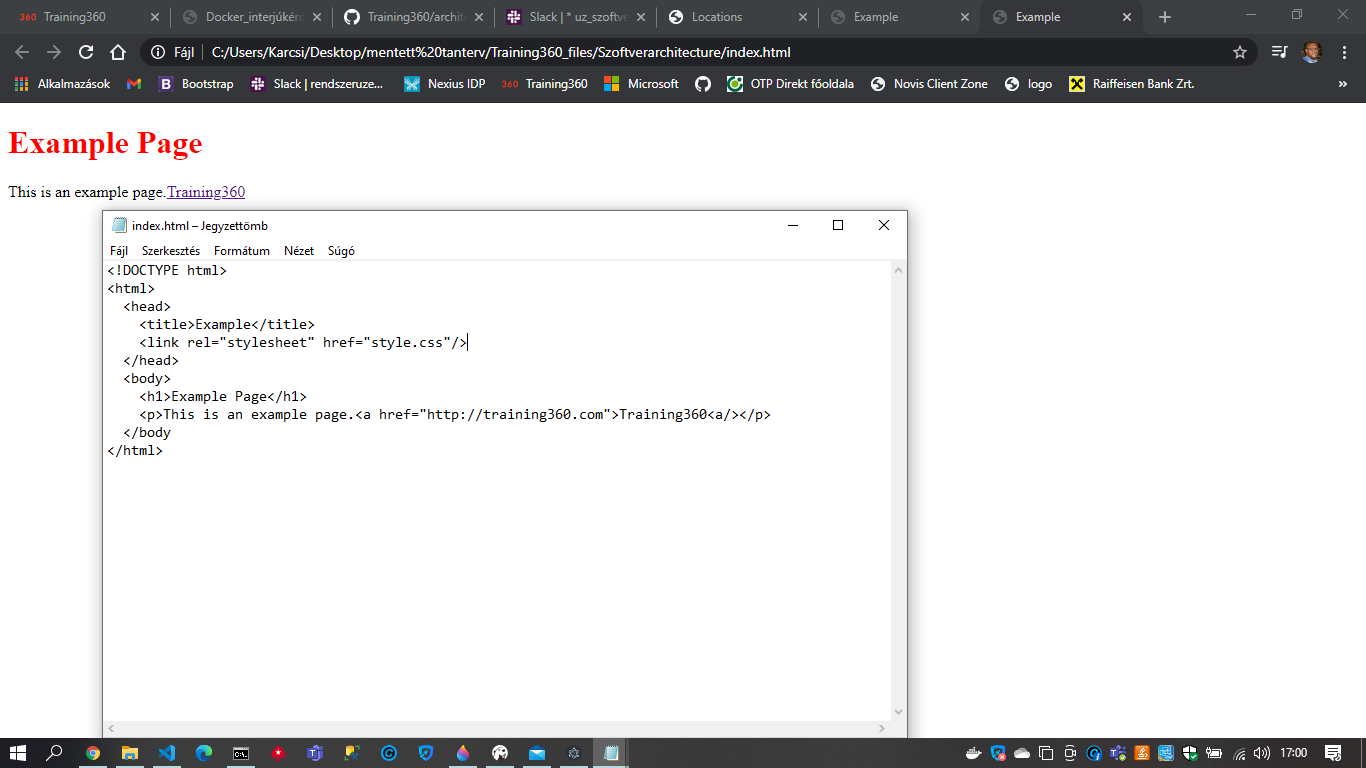 360 Training360
Docker_interjúkérd
Training360/archit
Slack | * uz_szoftve
Locations
Example
Example
Fájl C:/Users/Karcsi/Desktop/mentett%20tanterv/Training360_files/Szoftverarchitecture/index.html
Alkalmazások B Bootstrap Slack | rendszeruze... Nexius IDP 360 Training360 Microsoft OTP Direkt főoldala Novis Client Zone logo Raiffeisen Bank Zrt. »
Example Page
This is an example page.Training360
index.html – Jegyzettömb
Fájl Szerkesztés Formátum Nézet Súgó
<!DOCTYPE html>
<html>
<head>
<title>Example</title>
<link rel="stylesheet" href="style.css"/>
</head>
<body>
<h1>Example Page</h1>
<p>This is an example page.<a href="http://training360.com">Training360<a/></p>
</body
</html>
17:00